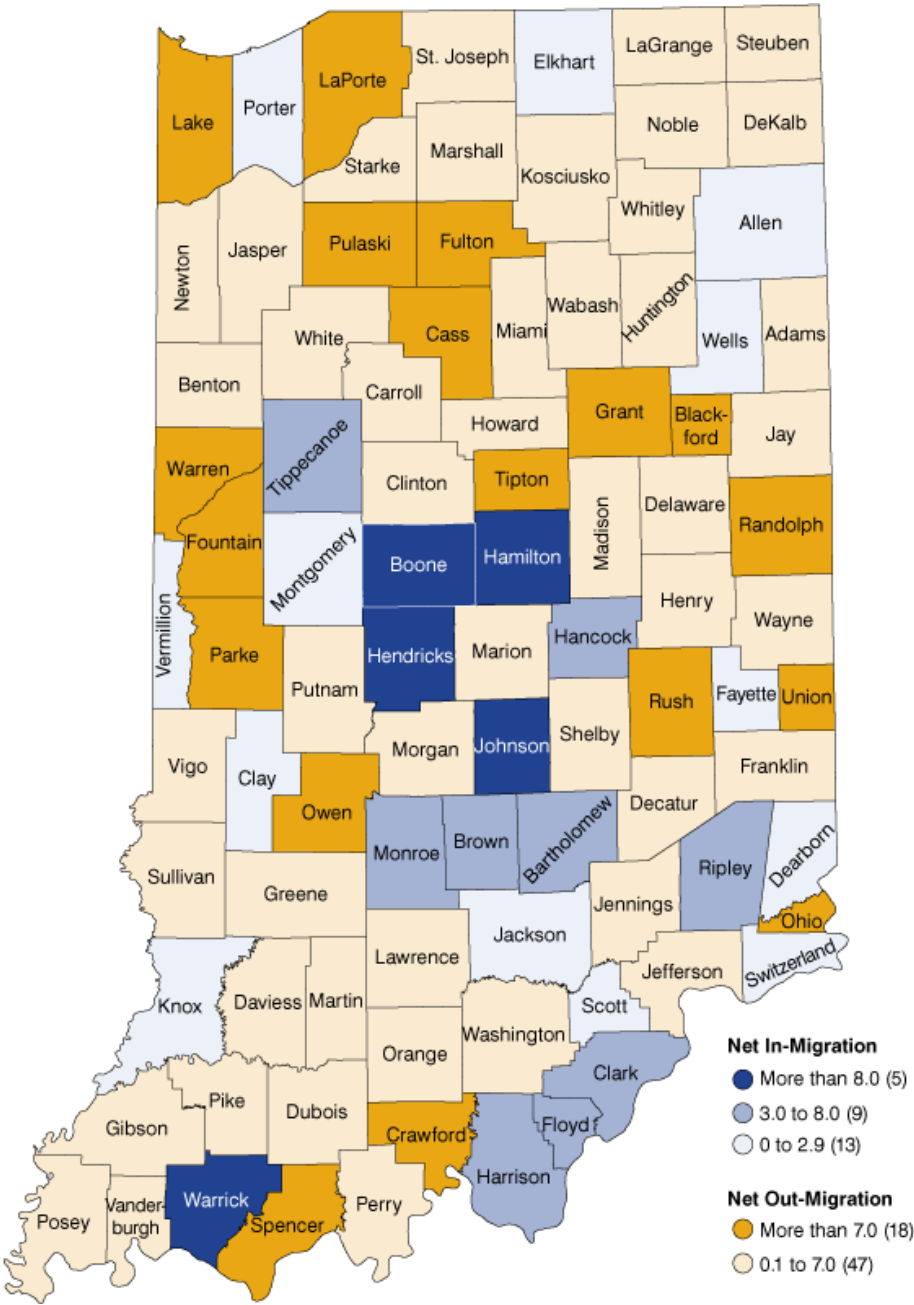 St. Joseph
LaGrange
Steuben
Elkhart
LaPorte
Porter
Lake
Noble
DeKalb
Starke
Marshall
Kosciusko
Whitley
Allen
Newton
Jasper
Pulaski
Fulton
White
Cass
Miami
Wabash
Huntington
Wells
Adams
Benton
Carroll
Grant
Black-
ford
Howard
Jay
Warren
Tippecanoe
Clinton
Tipton
Madison
Delaware
Randolph
Fountain
Montgomery
Boone
Hamilton
Henry
Wayne
Vermillion
Parke
Putnam
Hendricks
Marion
Hancock
Rush
Fayette
Union
Vigo
Clay
Owen
Morgan
Johnson
Shelby
Franklin
Decatur
Sullivan
Greene
Monroe
Brown
Bartholomew
Ripley
Dearborn
Jennings
Ohio
Jackson
Lawrence
Switzerland
Jefferson
Knox
Daviess
Martin
Scott
Washington
Orange
Clark
Pike
Dubois
Gibson
Crawford
Floyd
Harrison
Posey
Vander-
burgh
Warrick
Spencer
Perry
Net In-Migration
More than 8.0 (5)
3.0 to 8.0 (9)
0 to 2.9 (13)
Net Out-Migration
More than 7.0 (18)
0.1 to 7.0 (47)